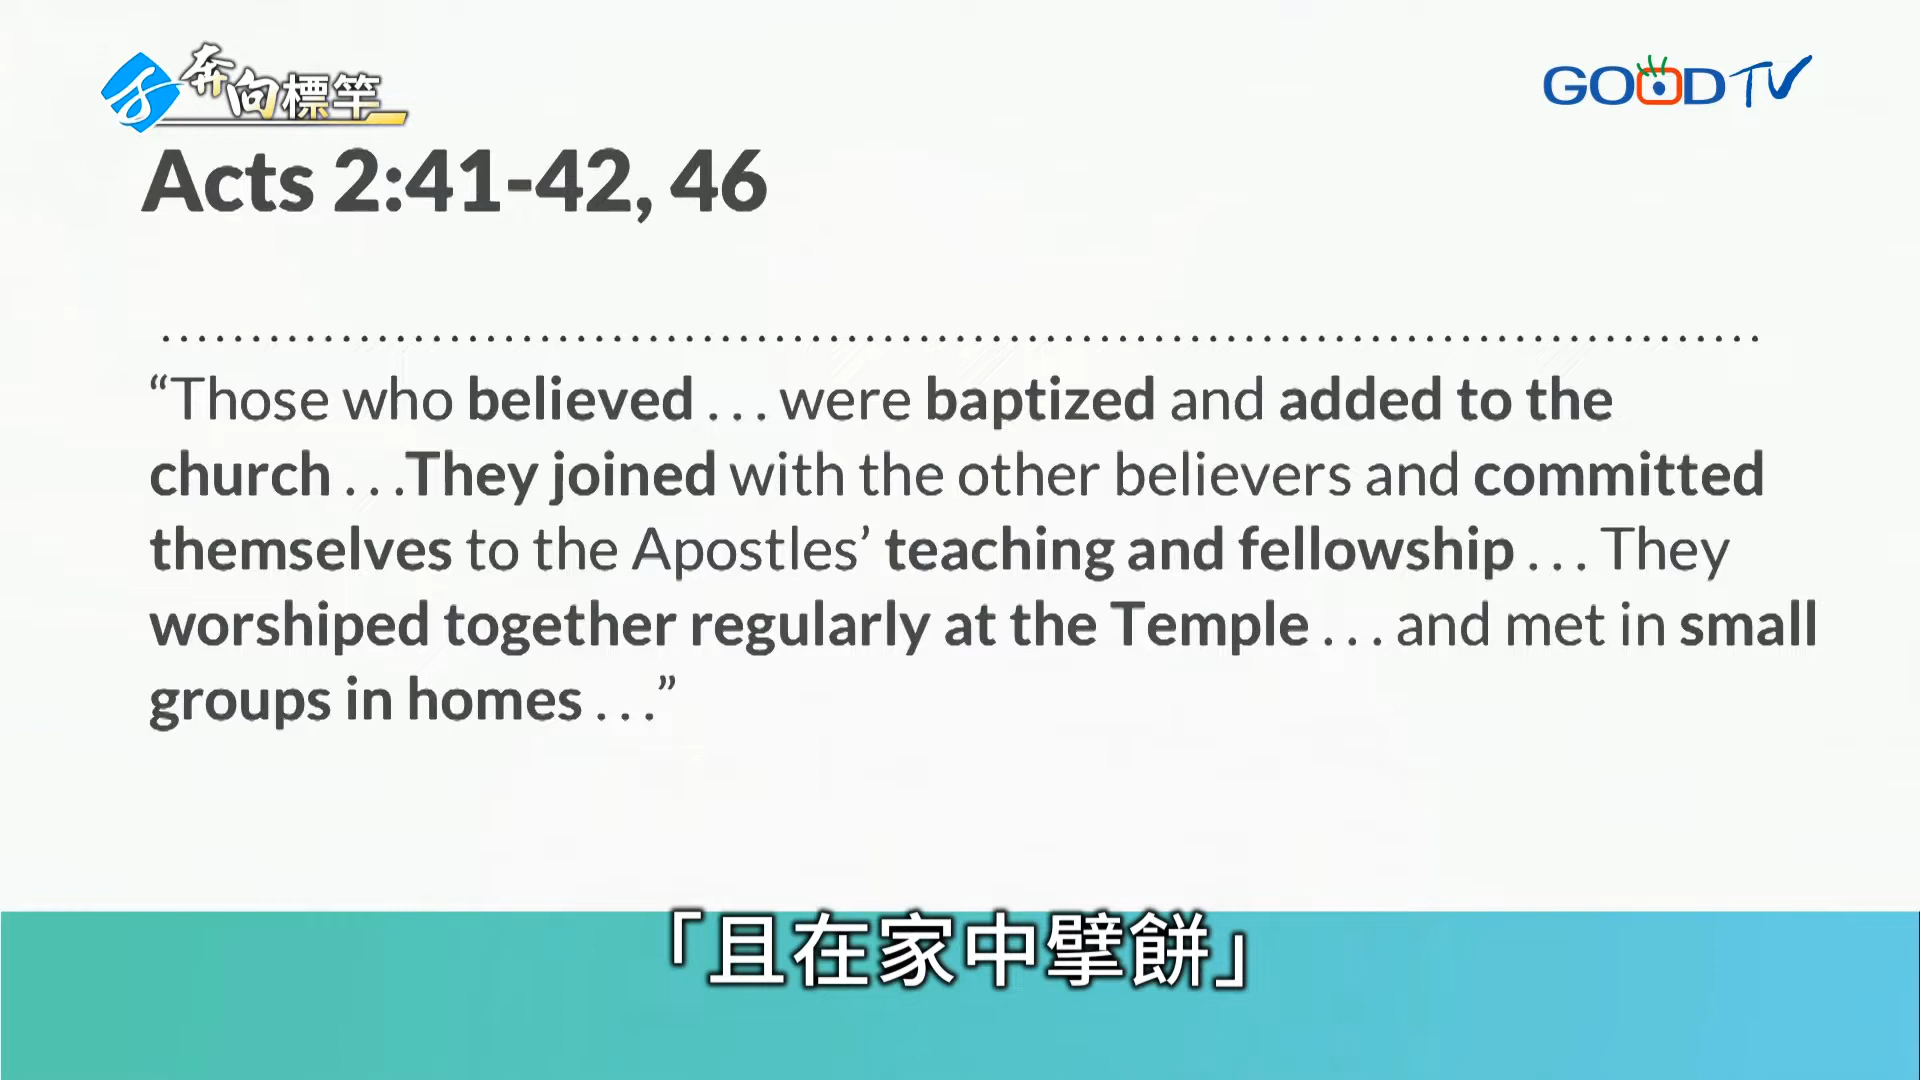 奔向標竿
GOOD TV
Acts 2:41-42, 46
“Those who believed . . . were baptized and added to the
church . . .They joined with the other believers and committed
themselves to the Apostles’ teaching and fellowship . . . They
worshiped together regularly at the Temple . . . and met in small
groups in homes . . .”
「且在家中擘餅」